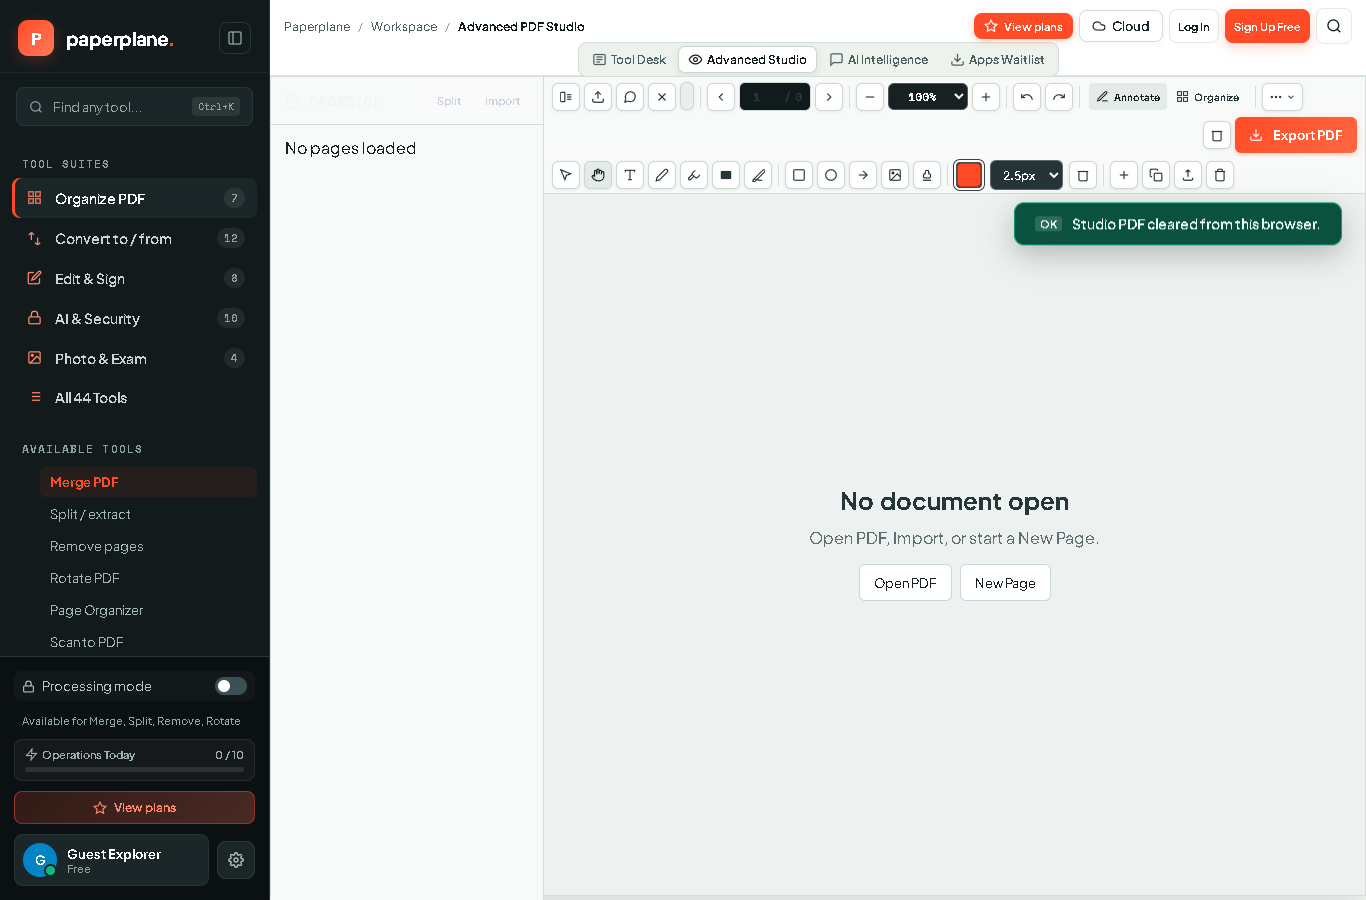 P paperplane.
Find any tool... Ctrl+K
TOOL SUITES
Organize PDF 7
Convert to / from 12
Edit & Sign 8
AI & Security 10
Photo & Exam 4
All 44 Tools
AVAILABLE TOOLS
Merge PDF
Split / extract
Remove pages
Rotate PDF
Page Organizer
Scan to PDF
Processing mode
Available for Merge, Split, Remove, Rotate
Operations Today 0 / 10
View plans
G Guest Explorer
Free
Paperplane / Workspace / Advanced PDF Studio
View plans Cloud Log In Sign Up Free
Tool Desk Advanced Studio AI Intelligence Apps Waitlist
PAGES (0) Split Import
No pages loaded
1 / 0 100% Annotate Organize
Export PDF
2.5px
OK Studio PDF cleared from this browser.
No document open
Open PDF, Import, or start a New Page.
Open PDF New Page